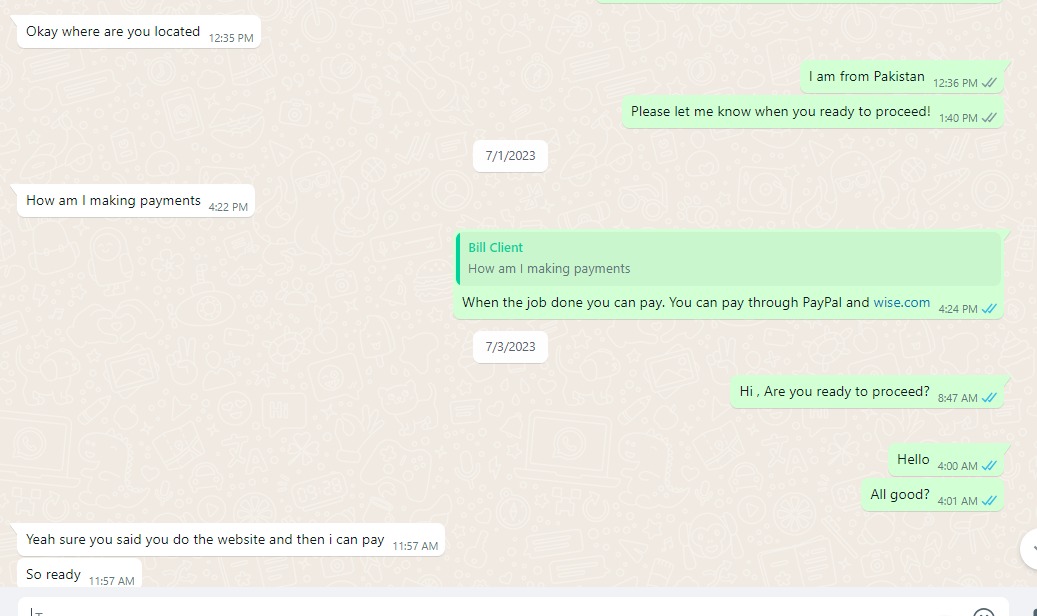 Okay where are you located 12:35 PM
I am from Pakistan 12:36 PM
Please let me know when you ready to proceed! 1:40 PM
7/1/2023
How am I making payments 4:22 PM
Bill Client
How am I making payments
When the job done you can pay. You can pay through PayPal and wise.com 4:24 PM
7/3/2023
Hi , Are you ready to proceed? 8:47 AM
Hello 4:00 AM
All good? 4:01 AM
Yeah sure you said you do the website and then i can pay 11:57 AM
So ready 11:57 AM